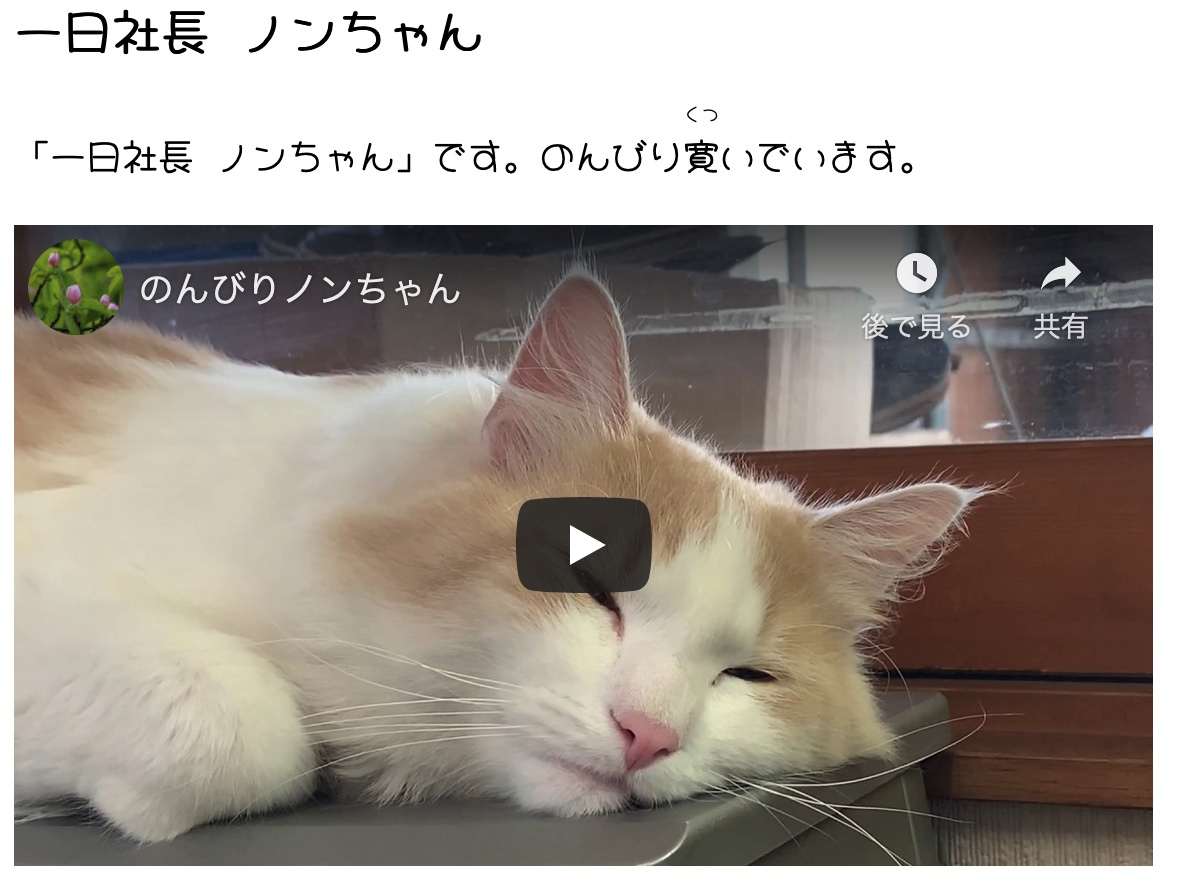 一日社長 ノンちゃん
くつ
「一日社長 ノンちゃん」です。のんびり寛いでいます。
のんびりノンちゃん
後で見る
共有